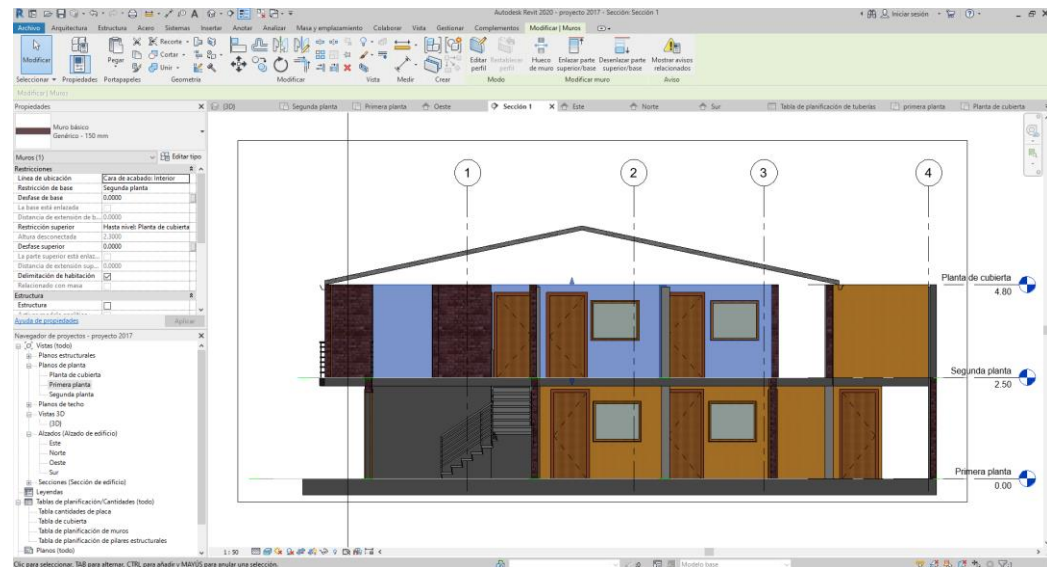 Autodesk Revit 2020 - proyecto 2017 - Sección: Sección 1
Iniciar sesión
Archivo Arquitectura Estructura Acero Sistemas Insertar Anotar Analizar Masa y emplazamiento Colaborar Vista Gestionar Complementos Modificar | Muros
Modificar
Propiedades
Pegar
Recorte
Cortar
Unir
Editar perfil
Restablecer perfil
Hueco de muro
Enlazar parte superior/base
Desenlazar parte superior/base
Mostrar avisos relacionados
Seleccionar Propiedades Portapapeles Geometría Modificar Vista Medir Crear Modo Modificar muro Aviso
Modificar | Muros
Propiedades
{3D} Segunda planta Primera planta Oeste Sección 1 Este Norte Sur Tabla de planificación de tuberías primera planta Planta de cubierta
Muro básico
Genérico - 150 mm
Muros (1) Editar tipo
Restricciones
Línea de ubicación Cara de acabado: Interior
Restricción de base Segunda planta
Desfase de base 0.0000
La base está enlazada
Distancia de extensión de b... 0.0000
Restricción superior Hasta nivel: Planta de cubierta
Altura desconectada 2.3000
Desfase superior 0.0000
La parte superior está enlaz...
Distancia de extensión sup... 0.0000
Delimitación de habitación
Relacionado con masa
Estructura
Estructura
Ayuda de propiedades Aplicar
Navegador de proyectos - proyecto 2017
Vistas (todo)
Planos estructurales
Planos de planta
Planta de cubierta
Primera planta
Segunda planta
Planos de techo
Vistas 3D
{3D}
Alzados (Alzado de edificio)
Este
Norte
Oeste
Sur
Secciones (Sección de edificio)
Leyendas
Tablas de planificación/Cantidades (todo)
Tabla cantidades de placa
Tabla de cubierta
Tabla de planificación de muros
Tabla de planificación de pilares estructurales
Planos (todo)
1 2 3 4
Planta de cubierta
4.80
Segunda planta
2.50
Primera planta
0.00
1 : 50
Clic para seleccionar, TAB para alternar, CTRL para añadir y MAYÚS para anular una selección.
Modelo base